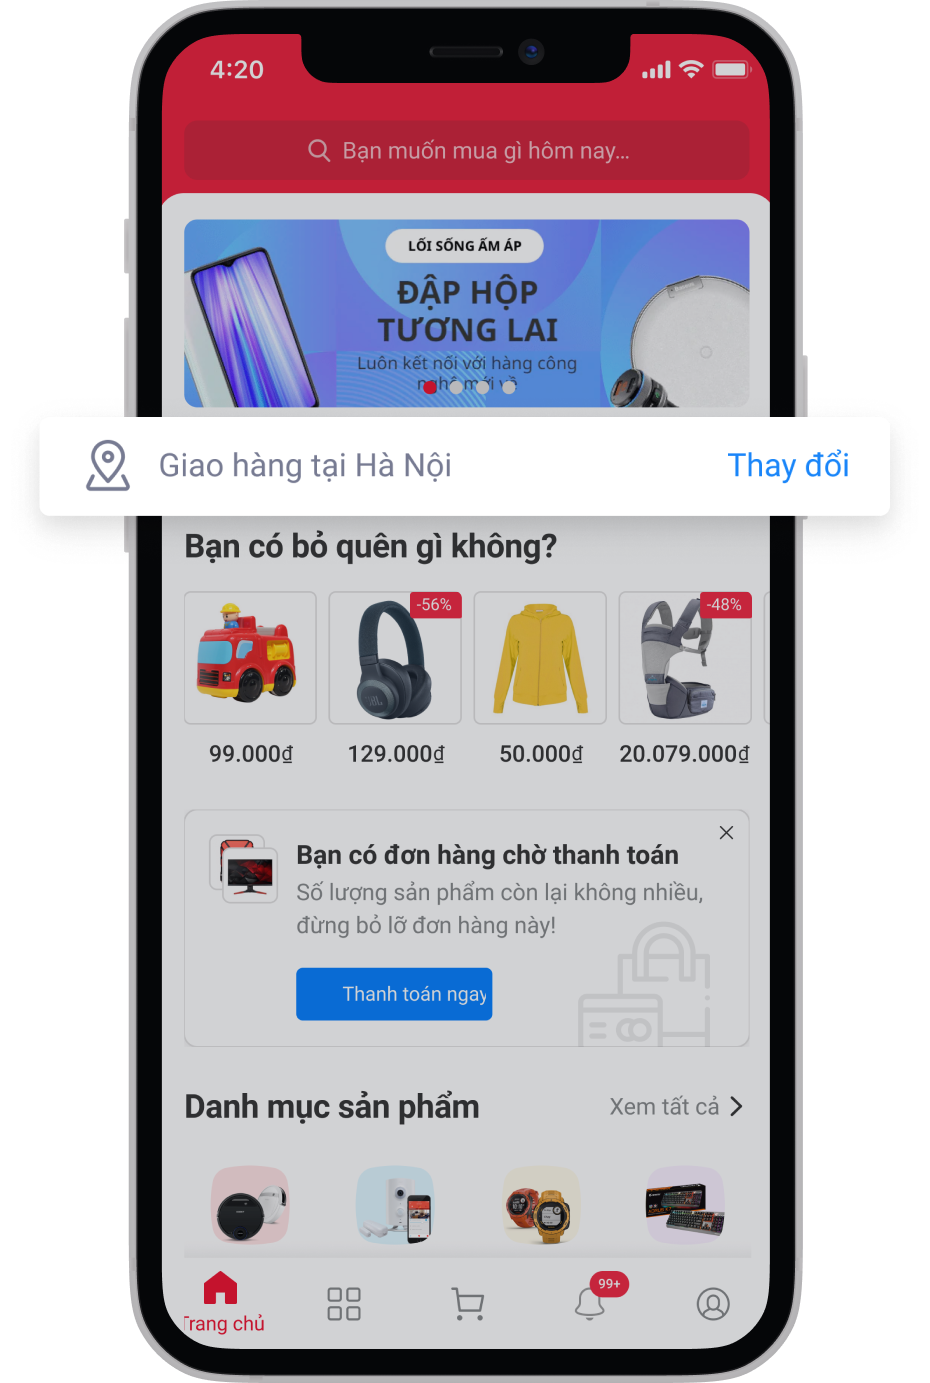 4:20
Bạn muốn mua gì hôm nay...
LỐI SỐNG ẤM ÁP
ĐẬP HỘP
TƯƠNG LAI
Luôn kết nối với hàng công
nghệ mới về
Giao hàng tại Hà Nội
Thay đổi
Bạn có bỏ quên gì không?
-56%
-48%
JBL
99.000₫
129.000₫
50.000₫
20.079.000₫
Bạn có đơn hàng chờ thanh toán
Số lượng sản phẩm còn lại không nhiều,
đừng bỏ lỡ đơn hàng này!
Thanh toán ngay
Danh mục sản phẩm
Xem tất cả
99+
Trang chủ